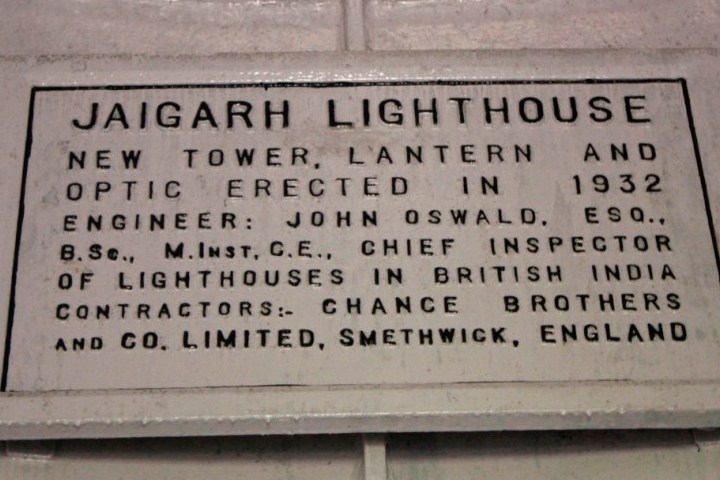 JAIGARH LIGHTHOUSE
NEW TOWER, LANTERN AND
OPTIC ERECTED IN 1932
ENGINEER: JOHN OSWALD, ESQ.,
B.Sc., M.INST, C.E., CHIEF INSPECTOR
OF LIGHTHOUSES IN BRITISH INDIA
CONTRACTORS:- CHANCE BROTHERS
AND CO. LIMITED, SMETHWICK, ENGLAND